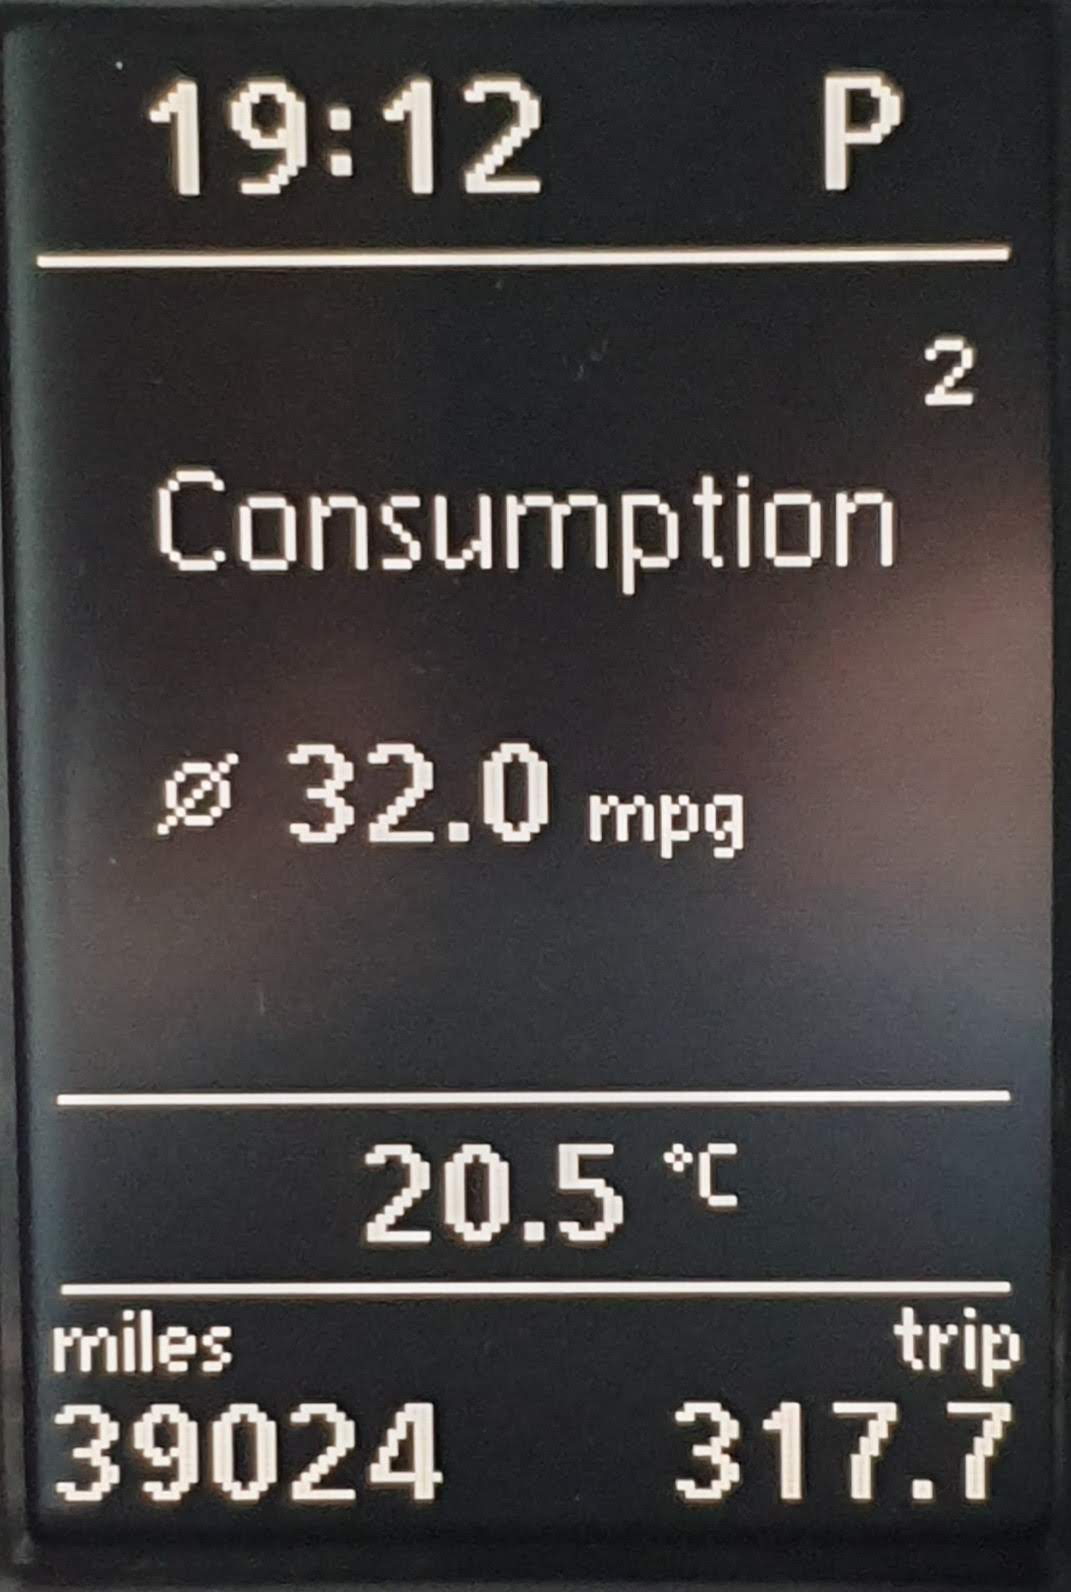 19:12 P
2
Consumption
ø 32.0 mpg
20.5 °C
miles trip
39024 317.7